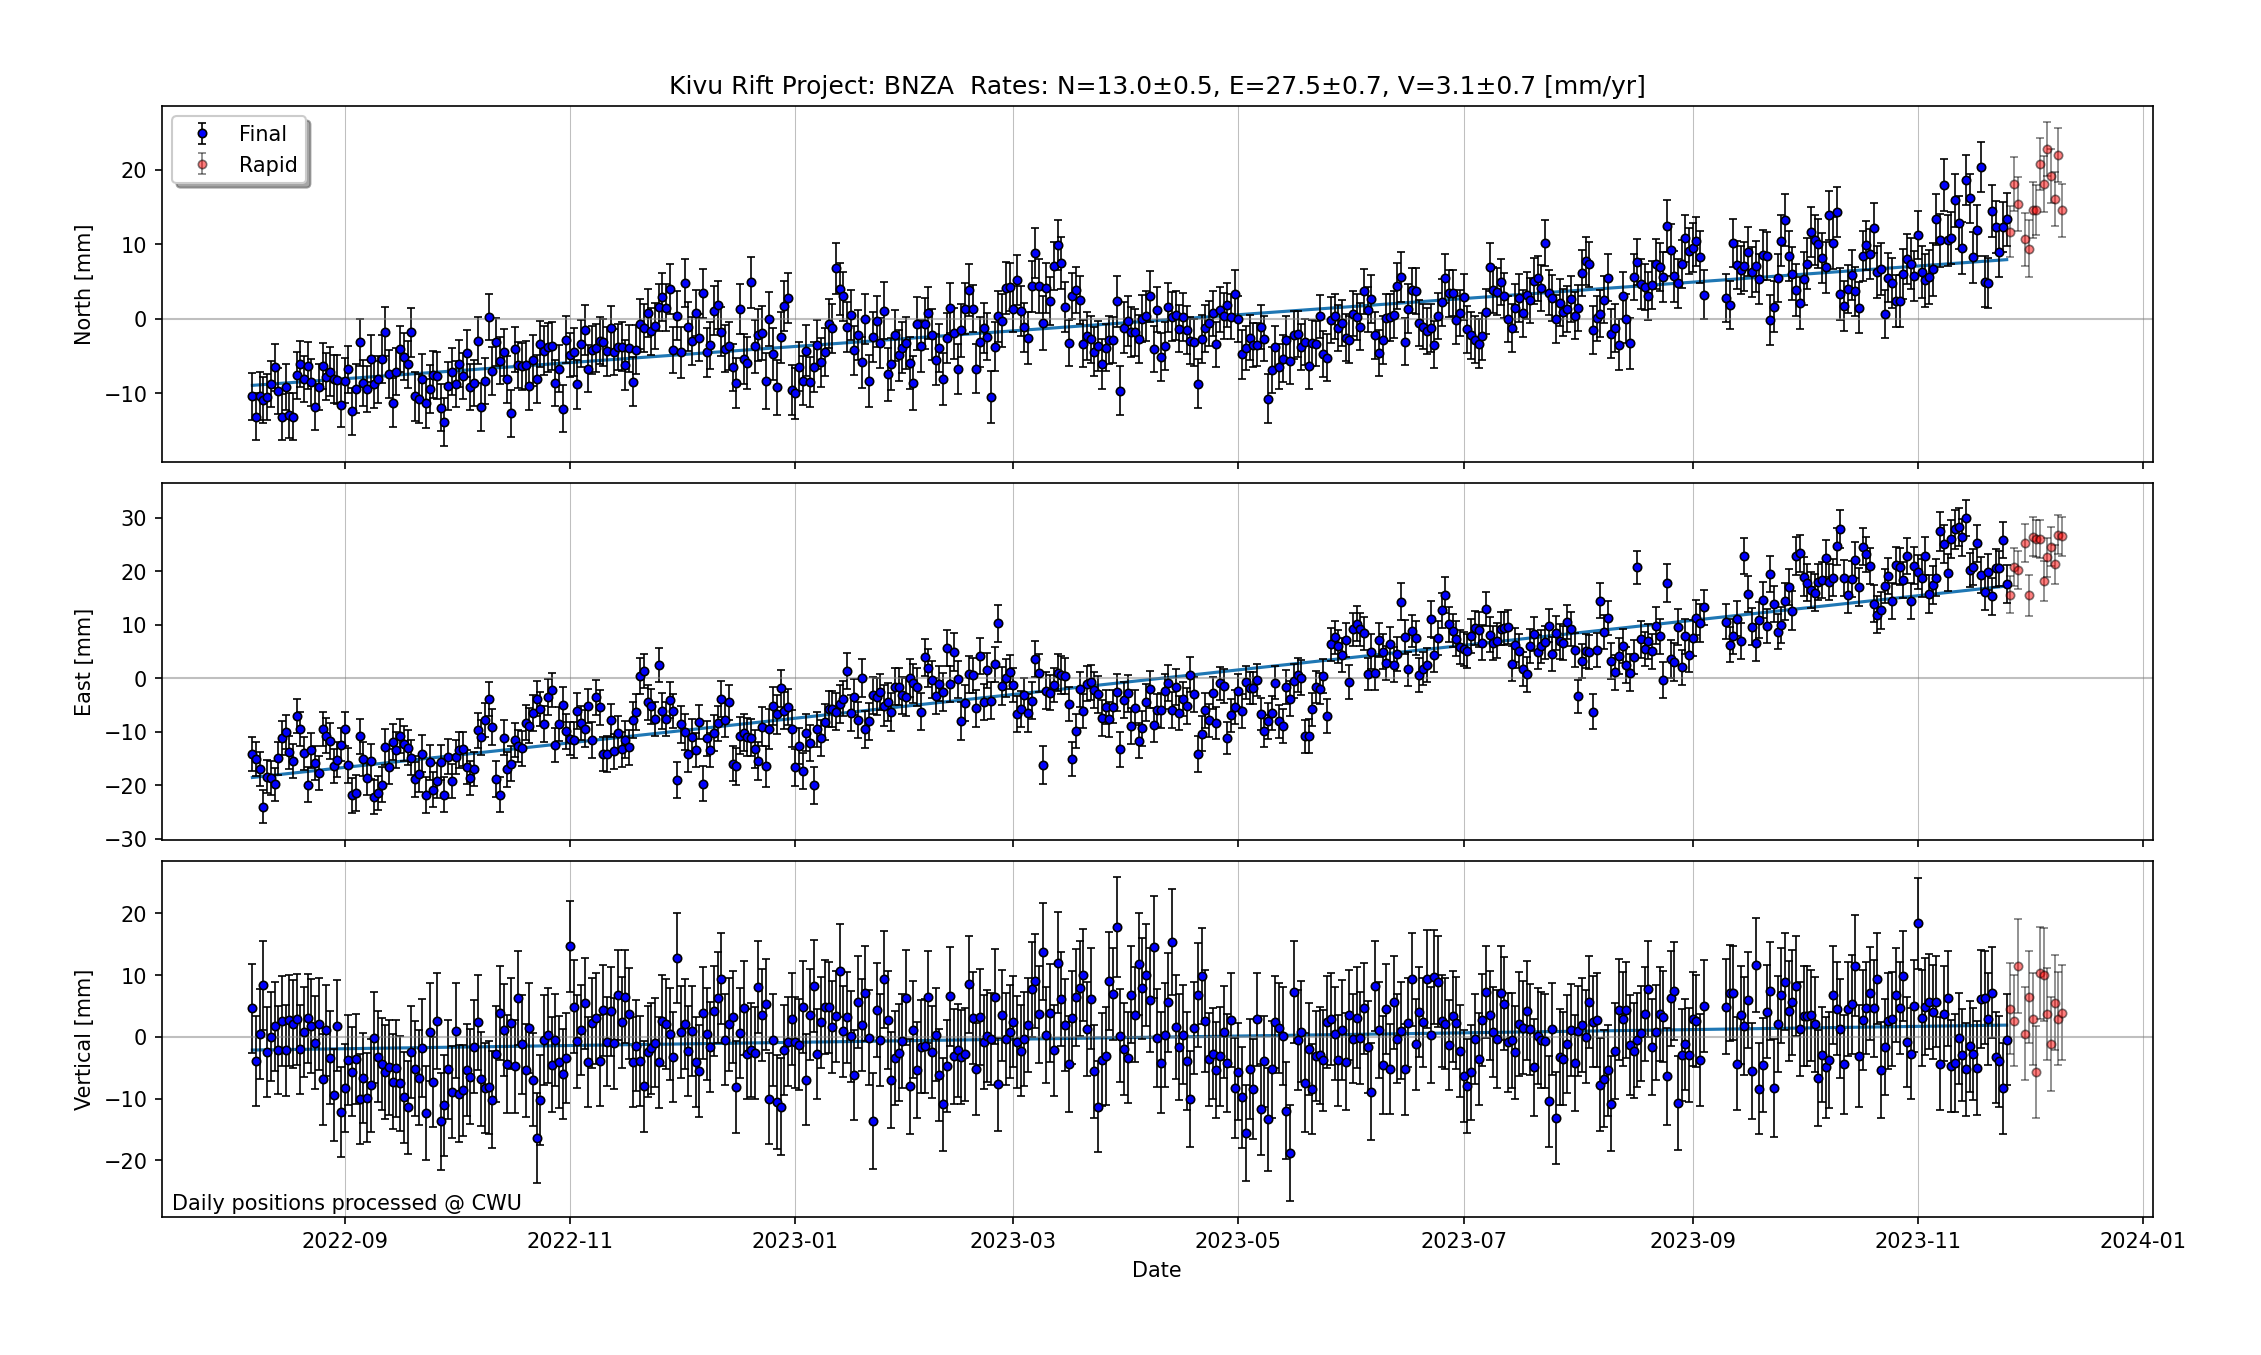 Kivu Rift Project: BNZA  Rates: N=13.0±0.5, E=27.5±0.7, V=3.1±0.7 [mm/yr]
Final
Rapid
North [mm]
20
10
0
−10
East [mm]
30
20
10
0
−10
−20
−30
Vertical [mm]
20
10
0
−10
−20
Daily positions processed @ CWU
2022-09 2022-11 2023-01 2023-03 2023-05 2023-07 2023-09 2023-11 2024-01
Date